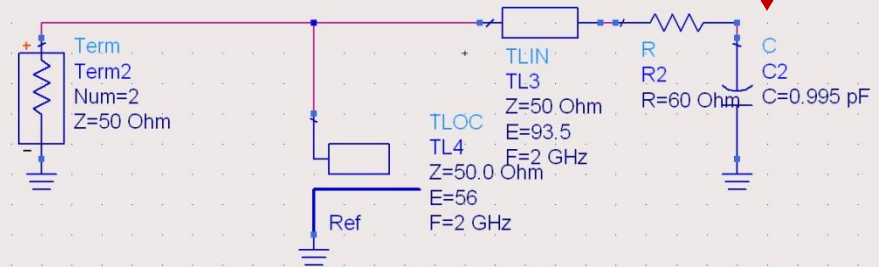 Term
Term2
Num=2
Z=50 Ohm
TLOC
TL4
Z=50.0 Ohm
E=56
F=2 GHz
Ref
TLIN
TL3
Z=50 Ohm
E=93.5
F=2 GHz
R
R2
R=60 Ohm
C
C2
C=0.995 pF